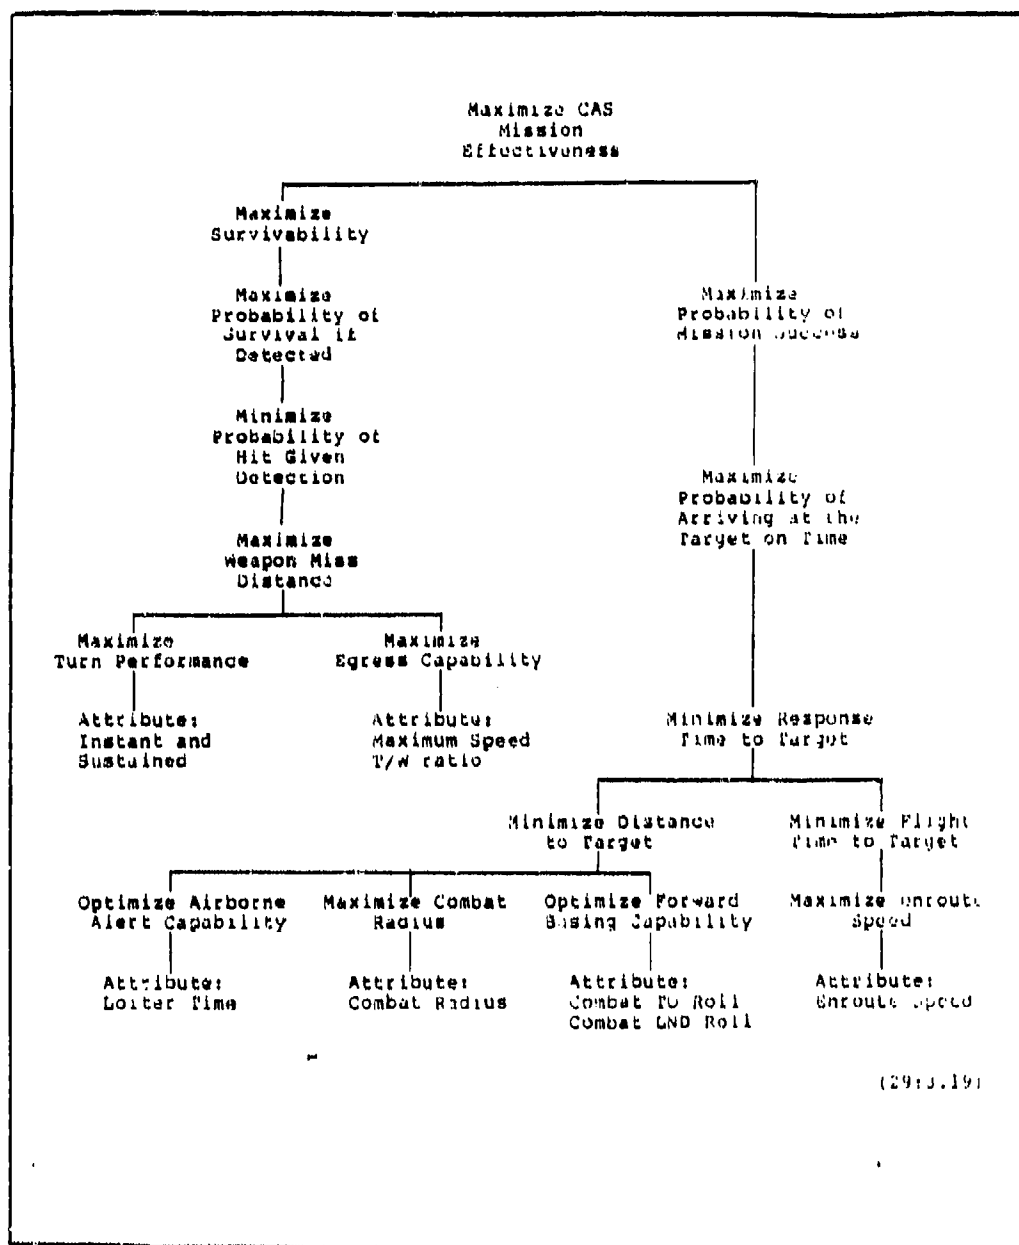 Maximize CAS
Mission
Effectiveness
Maximize
Survivability
Maximize
Probability of
Survival if
Detected
Minimize
Probability of
Hit Given
Detection
Maximize
Weapon Miss
Distance
Maximize
Turn Performance
Attribute:
Instant and
Sustained
Maximize
Egress Capability
Attribute:
Maximum Speed
T/W ratio
Maximize
Probability of
Mission Success
Maximize
Probability of
Arriving at the
Target on Time
Minimize Response
Time to Target
Minimize Distance
to Target
Minimize Flight
Time to Target
Optimize Airborne
Alert Capability
Attribute:
Loiter Time
Maximize Combat
Radius
Attribute:
Combat Radius
Optimize Forward
Basing Capability
Attribute:
Combat TO Roll
Combat LND Roll
Maximize Enroute
Speed
Attribute:
Enroute Speed
(29:3.19)